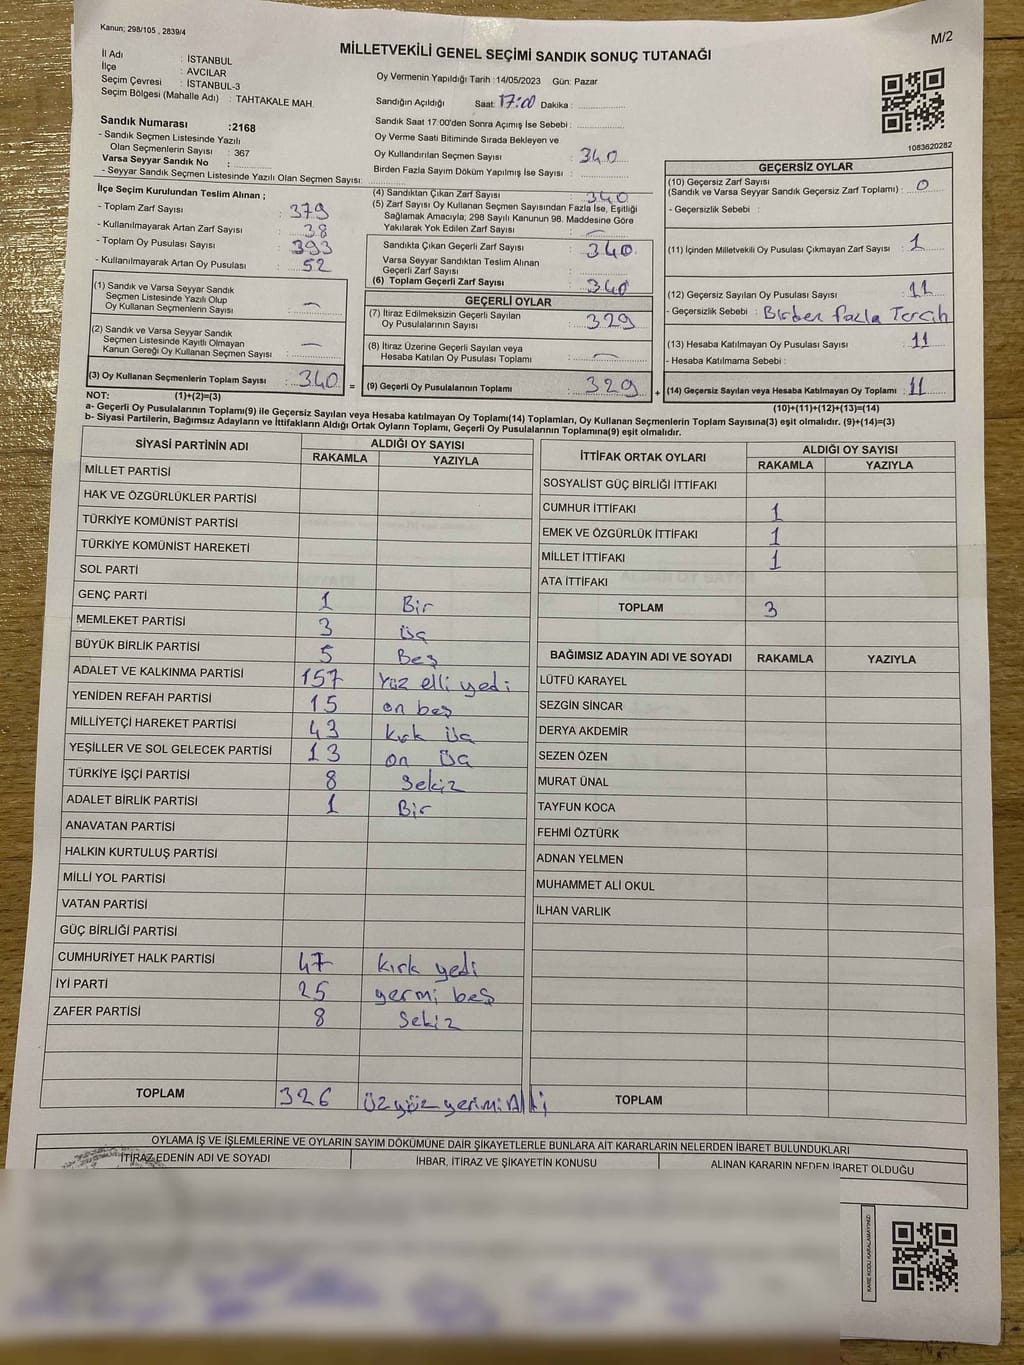 Kanun; 298/105 , 2839/4
M/2
MİLLETVEKİLİ GENEL SEÇİMİ SANDIK SONUÇ TUTANAĞI
İl Adı : İSTANBUL
İlçe : AVCILAR
Seçim Çevresi : İSTANBUL-3
Seçim Bölgesi (Mahalle Adı) : TAHTAKALE MAH.
Sandık Numarası :2168
- Sandık Seçmen Listesinde Yazılı
Olan Seçmenlerin Sayısı : 367
Varsa Seyyar Sandık No :
- Seyyar Sandık Seçmen Listesinde Yazılı Olan Seçmen Sayısı:
Oy Vermenin Yapıldığı Tarih :14/05/2023 Gün: Pazar
Sandığın Açıldığı Saat: 17:00 Dakika :
Sandık Saat 17:00'den Sonra Açımış İse Sebebi :
Oy Verme Saati Bitiminde Sırada Bekleyen ve
Oy Kullandırılan Seçmen Sayısı : 340
Birden Fazla Sayım Döküm Yapılmış İse Sayısı :
1083620282
İlçe Seçim Kurulundan Teslim Alınan ;
- Toplam Zarf Sayısı : 379
- Kullanılmayarak Artan Zarf Sayısı : 38
- Toplam Oy Pusulası Sayısı : 393
- Kullanılmayarak Artan Oy Pusulası : 52
(1) Sandık ve Varsa Seyyar Sandık
Seçmen Listesinde Yazılı Olup
Oy Kullanan Seçmenlerin Sayısı : —
(2) Sandık ve Varsa Seyyar Sandık
Seçmen Listesinde Kayıtlı Olmayan
Kanun Gereği Oy Kullanan Seçmen Sayısı : —
(3) Oy Kullanan Seçmenlerin Toplam Sayısı : 340 =
(4) Sandıktan Çıkan Zarf Sayısı : 340
(5) Zarf Sayısı Oy Kullanan Seçmen Sayısından Fazla İse, Eşitliği
Sağlamak Amacıyla; 298 Sayılı Kanunun 98. Maddesine Göre
Yakılarak Yok Edilen Zarf Sayısı : —
Sandıkta Çıkan Geçerli Zarf Sayısı : 340
Varsa Seyyar Sandıktan Teslim Alınan
Geçerli Zarf Sayısı :
(6) Toplam Geçerli Zarf Sayısı : 340
GEÇERLİ OYLAR
(7) İtiraz Edilmeksizin Geçerli Sayılan
Oy Pusulalarının Sayısı : 329
(8) İtiraz Üzerine Geçerli Sayılan veya
Hesaba Katılan Oy Pusulası Toplamı : —
(9) Geçerli Oy Pusulalarının Toplamı : 329 +
GEÇERSİZ OYLAR
(10) Geçersiz Zarf Sayısı
(Sandık ve Varsa Seyyar Sandık Geçersiz Zarf Toplamı) : 0
- Geçersizlik Sebebi :
(11) İçinden Milletvekili Oy Pusulası Çıkmayan Zarf Sayısı : 1
(12) Geçersiz Sayılan Oy Pusulası Sayısı : 11
- Geçersizlik Sebebi : Birden Fazla Tercih
(13) Hesaba Katılmayan Oy Pusulası Sayısı : 11
- Hesaba Katılmama Sebebi :
(14) Geçersiz Sayılan veya Hesaba Katılmayan Oy Toplamı : 11
NOT: (1)+(2)=(3)
(10)+(11)+(12)+(13)=(14)
a- Geçerli Oy Pusulalarının Toplamı(9) ile Geçersiz Sayılan veya Hesaba katılmayan Oy Toplamı(14) Toplamları, Oy Kullanan Seçmenlerin Toplam Sayısına(3) eşit olmalıdır. (9)+(14)=(3)
b- Siyasi Partilerin, Bağımsız Adayların ve İttifakların Aldığı Ortak Oyların Toplamı, Geçerli Oy Pusulalarının Toplamına(9) eşit olmalıdır.
SİYASİ PARTİNİN ADI ALDIĞI OY SAYISI
RAKAMLA YAZIYLA
MİLLET PARTİSİ
HAK VE ÖZGÜRLÜKLER PARTİSİ
TÜRKİYE KOMÜNİST PARTİSİ
TÜRKİYE KOMÜNİST HAREKETİ
SOL PARTİ
GENÇ PARTİ 1 Bir
MEMLEKET PARTİSİ 3 üç
BÜYÜK BİRLİK PARTİSİ 5 Beş
ADALET VE KALKINMA PARTİSİ 157 Yüz elli yedi
YENİDEN REFAH PARTİSİ 15 on beş
MİLLİYETÇİ HAREKET PARTİSİ 43 kırk üç
YEŞİLLER VE SOL GELECEK PARTİSİ 13 on üç
TÜRKİYE İŞÇİ PARTİSİ 8 Sekiz
ADALET BİRLİK PARTİSİ 1 Bir
ANAVATAN PARTİSİ
HALKIN KURTULUŞ PARTİSİ
MİLLİ YOL PARTİSİ
VATAN PARTİSİ
GÜÇ BİRLİĞİ PARTİSİ
CUMHURİYET HALK PARTİSİ 47 kırk yedi
İYİ PARTİ 25 yermi beş
ZAFER PARTİSİ 8 Sekiz
TOPLAM 326 üzyüz yerimi Altı
İTTİFAK ORTAK OYLARI ALDIĞI OY SAYISI
RAKAMLA YAZIYLA
SOSYALİST GÜÇ BİRLİĞİ İTTİFAKI
CUMHUR İTTİFAKI 1
EMEK VE ÖZGÜRLÜK İTTİFAKI 1
MİLLET İTTİFAKI 1
ATA İTTİFAKI
TOPLAM 3
BAĞIMSIZ ADAYIN ADI VE SOYADI RAKAMLA YAZIYLA
LÜTFÜ KARAYEL
SEZGİN SİNCAR
DERYA AKDEMİR
SEZEN ÖZEN
MURAT ÜNAL
TAYFUN KOCA
FEHMİ ÖZTÜRK
ADNAN YELMEN
MUHAMMET ALİ OKUL
İLHAN VARLIK
TOPLAM
OYLAMA İŞ VE İŞLEMLERİNE VE OYLARIN SAYIM DÖKÜMÜNE DAİR ŞİKAYETLERLE BUNLARA AİT KARARLARIN NELERDEN İBARET BULUNDUKLARI
İTİRAZ EDENİN ADI VE SOYADI İHBAR, İTİRAZ VE ŞİKAYETİN KONUSU ALINAN KARARIN NEDEN İBARET OLDUĞU
KARE KODU KARALAMAYINIZ!